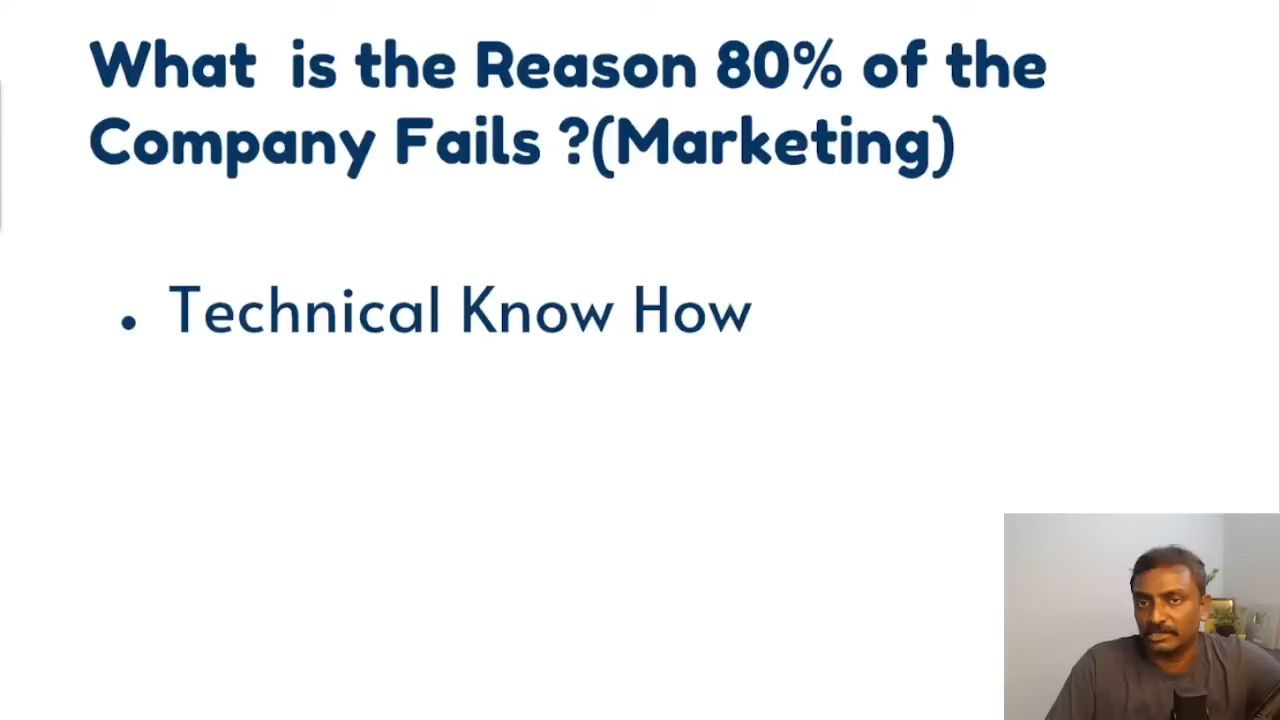 What is the Reason 80% of the
Company Fails ?(Marketing)
• Technical Know How